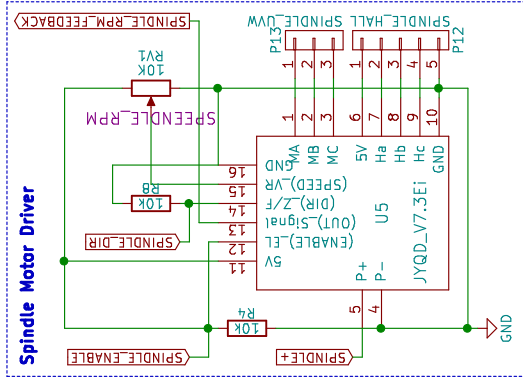 SPINDLE_RPM_FEEDBACK
SPINDLE_UVW
SPINDLE_HALL
P13
P12
RV1
10K
SPEENDLE_RPM
1
2
3
1
2
3
4
5
1
2
3
6
7
8
9
10
MA
MB
MC
5V
Ha
Hb
Hc
GND
16
GND
15
(SPEED)_VR
14
(DIR)_Z/F
13
(OUT)_Signal
12
(ENABLE)_EL
11
5V
R8
10k
SPINDLE_DIR
U5
JYQD_V7.3Ei
P+
P-
5
4
R4
10k
GND
SPINDLE_ENABLE
SPINDLE+
Spindle Motor Driver